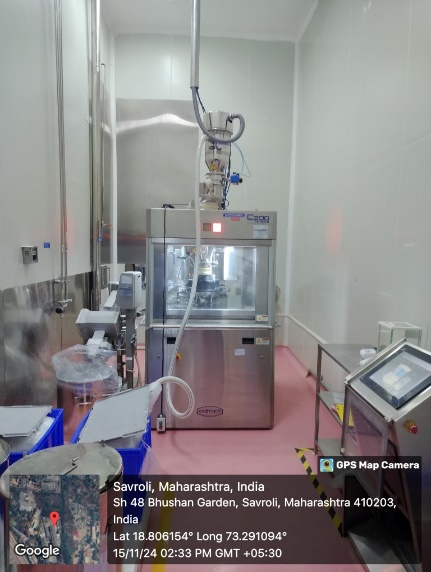 C200
GPS Map Camera
Savroli, Maharashtra, India
Sh 48 Bhushan Garden, Savroli, Maharashtra 410203,
India
Lat 18.806154° Long 73.291094°
15/11/24 02:33 PM GMT +05:30
Google